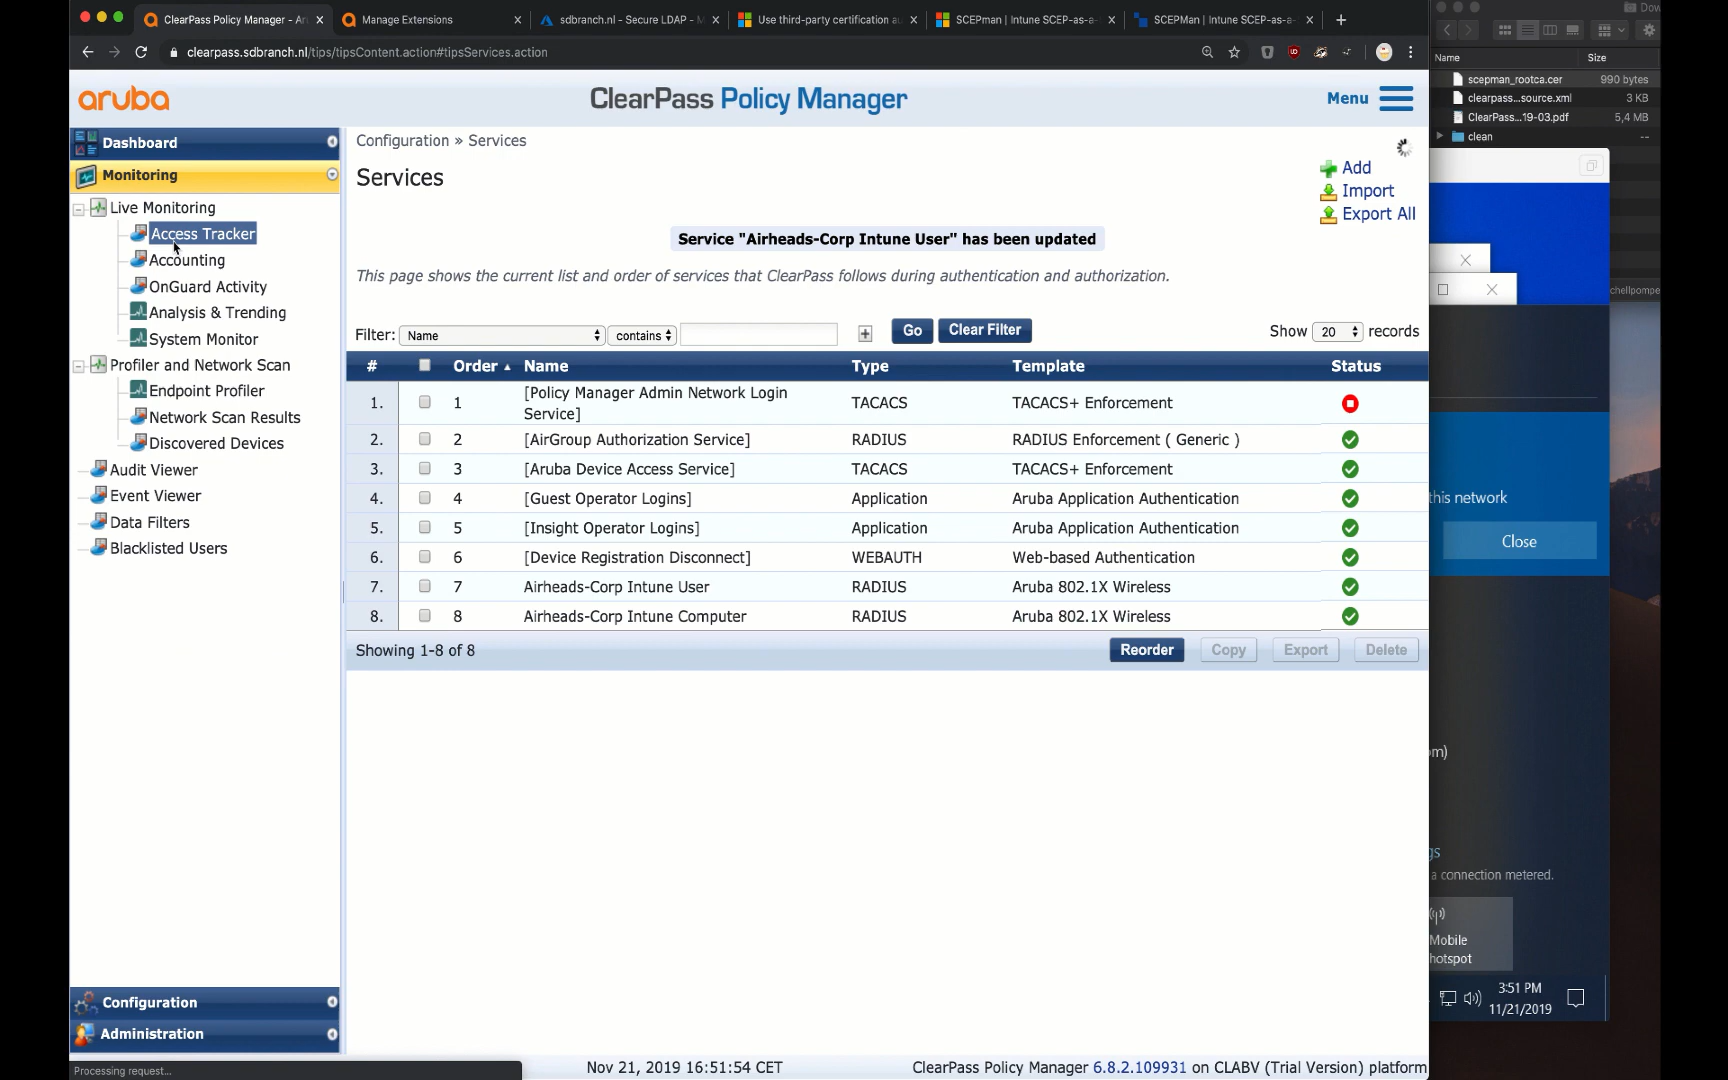 ClearPass Policy Manager - Ar
Manage Extensions
sdbranch.nl - Secure LDAP - M
Use third-party certification au
SCEPman | Intune SCEP-as-a-
SCEPMan | Intune SCEP-as-a-
clearpass.sdbranch.nl/tips/tipsContent.action#tipsServices.action
aruba
ClearPass Policy Manager
Menu
Dashboard
Monitoring
Live Monitoring
Access Tracker
Accounting
OnGuard Activity
Analysis & Trending
System Monitor
Profiler and Network Scan
Endpoint Profiler
Network Scan Results
Discovered Devices
Audit Viewer
Event Viewer
Data Filters
Blacklisted Users
Configuration
Administration
Processing request...
Configuration » Services
Services
Add
Import
Export All
Service "Airheads-Corp Intune User" has been updated
This page shows the current list and order of services that ClearPass follows during authentication and authorization.
Filter: Name contains + Go Clear Filter Show 20 records
# Order Name Type Template Status
1. 1 [Policy Manager Admin Network Login Service] TACACS TACACS+ Enforcement
2. 2 [AirGroup Authorization Service] RADIUS RADIUS Enforcement ( Generic )
3. 3 [Aruba Device Access Service] TACACS TACACS+ Enforcement
4. 4 [Guest Operator Logins] Application Aruba Application Authentication
5. 5 [Insight Operator Logins] Application Aruba Application Authentication
6. 6 [Device Registration Disconnect] WEBAUTH Web-based Authentication
7. 7 Airheads-Corp Intune User RADIUS Aruba 802.1X Wireless
8. 8 Airheads-Corp Intune Computer RADIUS Aruba 802.1X Wireless
Showing 1-8 of 8 Reorder Copy Export Delete
Nov 21, 2019 16:51:54 CET
ClearPass Policy Manager 6.8.2.109931 on CLABV (Trial Version) platform
Dow
Name Size
scepman_rootca.cer 990 bytes
clearpass...source.xml 3 KB
ClearPass...19-03.pdf 5,4 MB
clean --
chellpompe
this network
Close
om)
gs
a connection metered.
Mobile
hotspot
3:51 PM
11/21/2019